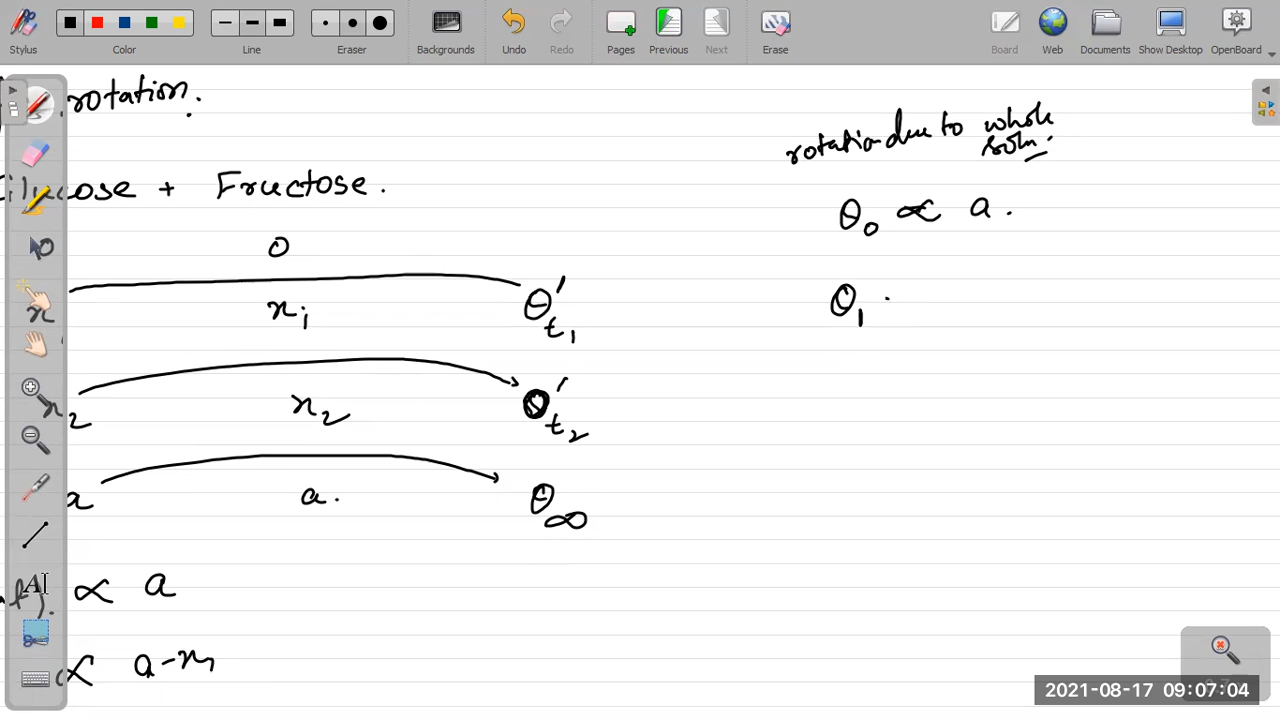 Stylus Color Line Eraser Backgrounds Undo Redo Pages Previous Next Erase Board Web Documents Show Desktop OpenBoard
rotation.
rotation due to whole
soln.
Glucose + Fructose.
θ₀ ∝ a.
0
x₁ θ't₁
θ₁
x₂ x₂ θ't₂
a a. θ∞
∝ a
∝ a-x₁
2021-08-17 09:07:04